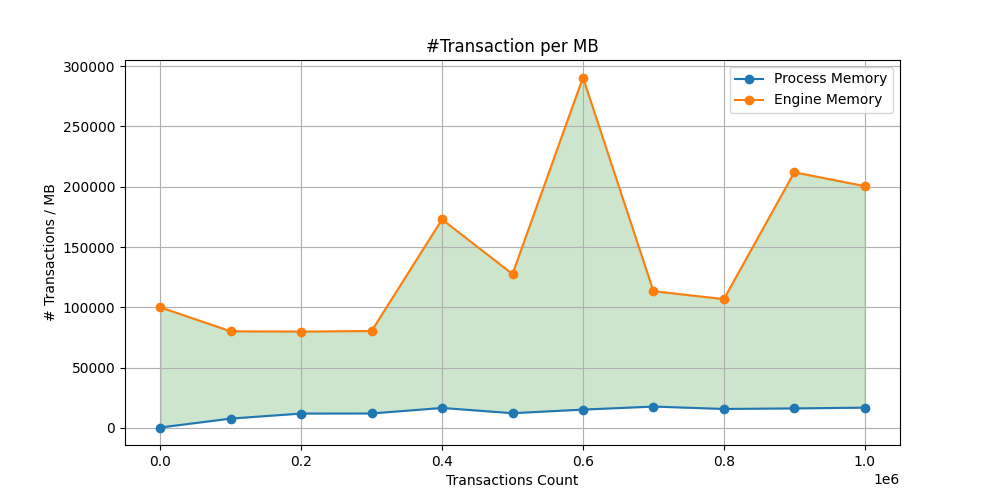 #Transaction per MB
Process Memory
Engine Memory
300000
250000
200000
150000
100000
50000
0
# Transactions / MB
0.0 0.2 0.4 0.6 0.8 1.0
1e6
Transactions Count